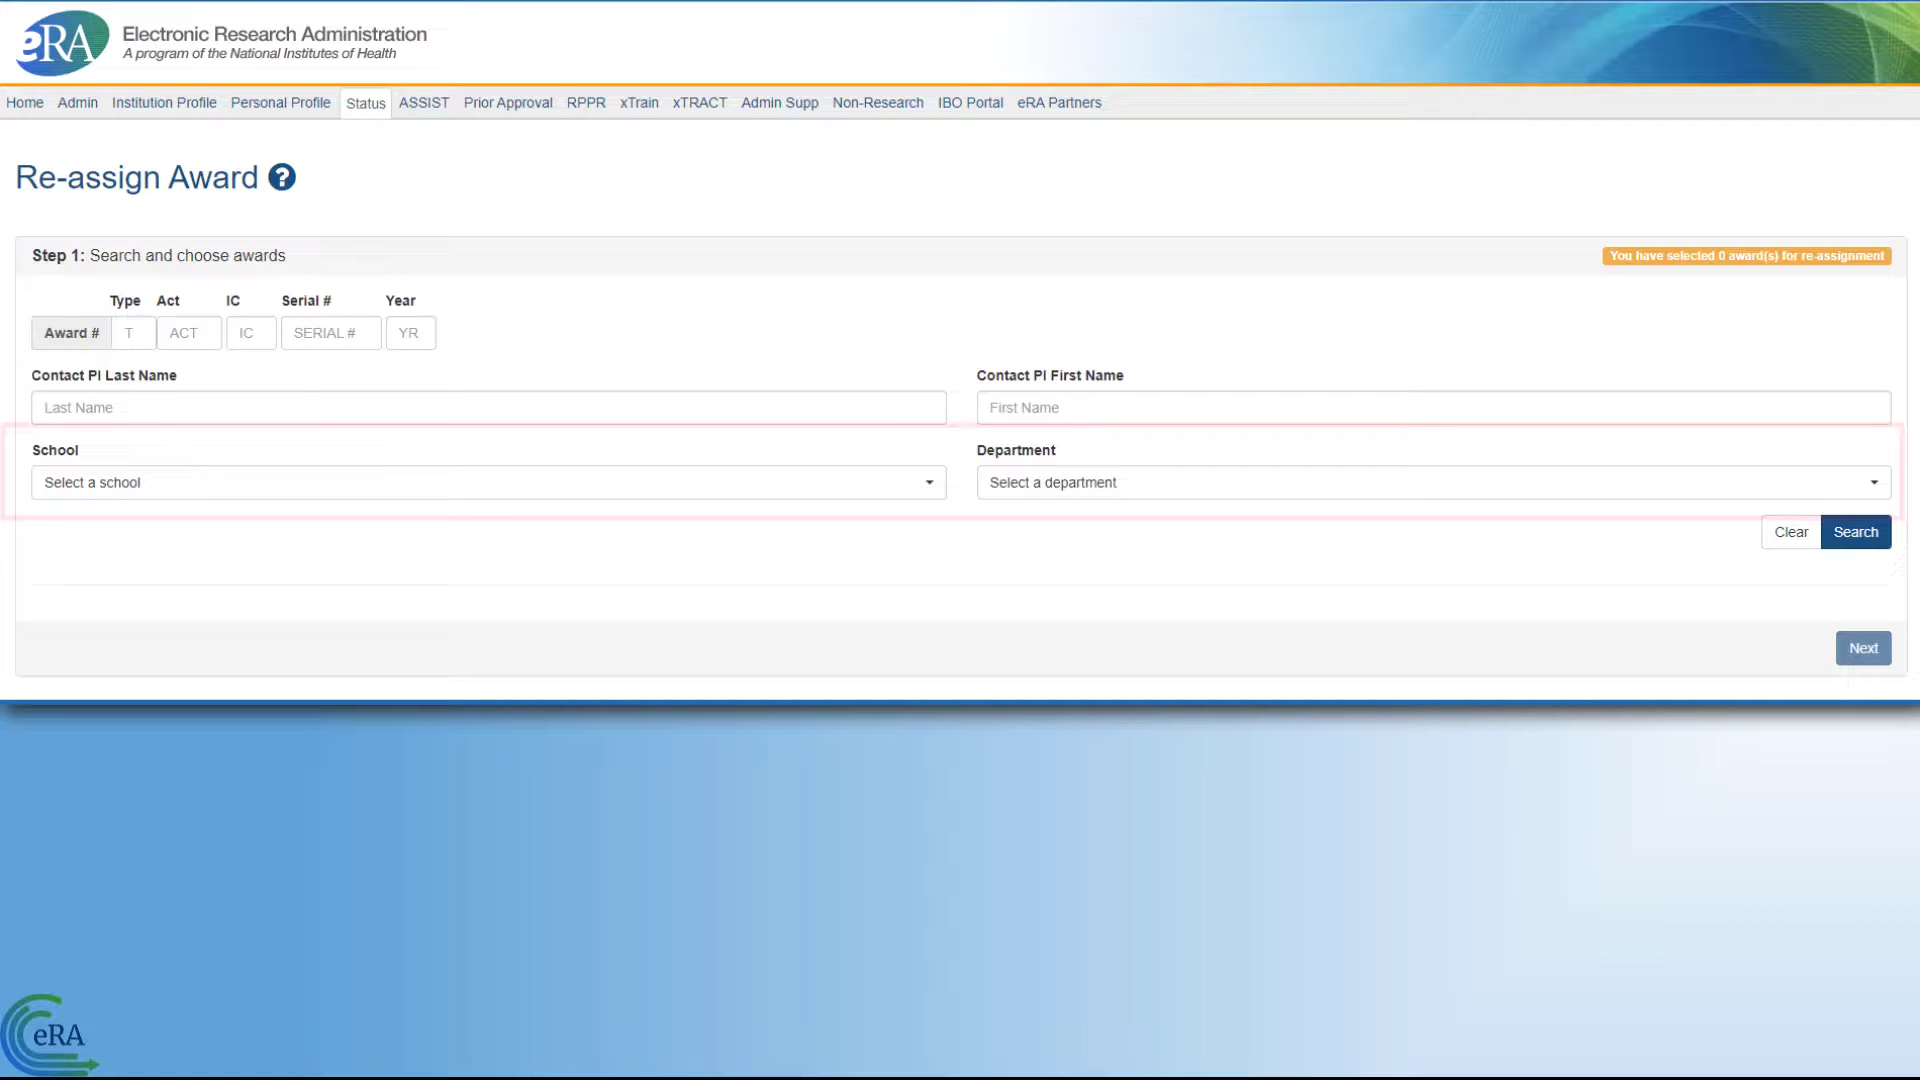 eRA Electronic Research Administration
A program of the National Institutes of Health
Home Admin Institution Profile Personal Profile Status ASSIST Prior Approval RPPR xTrain xTRACT Admin Supp Non-Research IBO Portal eRA Partners
Re-assign Award ?
Step 1: Search and choose awards You have selected 0 award(s) for re-assignment
Type Act IC Serial # Year
Award # T ACT IC SERIAL # YR
Contact PI Last Name Contact PI First Name
Last Name First Name
School Department
Select a school Select a department
Clear Search
Next
eRA